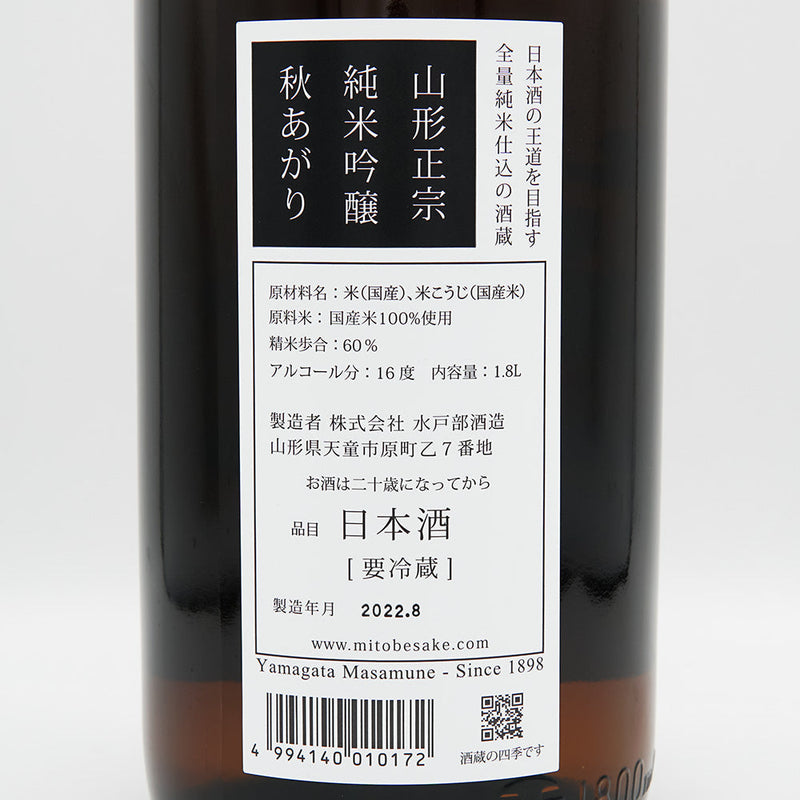 日本酒の王道を目指す
全量純米仕込の酒蔵
山形正宗
純米吟醸
秋あがり
原材料名：米（国産）、米こうじ（国産米）
原料米：国産米100%使用
精米歩合：60％
アルコール分：16度　内容量：1.8L
製造者 株式会社 水戸部酒造
山形県天童市原町乙7番地
お酒は二十歳になってから
品目 日本酒
［要冷蔵］
製造年月 2022.8
www.mitobesake.com
Yamagata Masamune - Since 1898
4 994140 010172
酒蔵の四季です